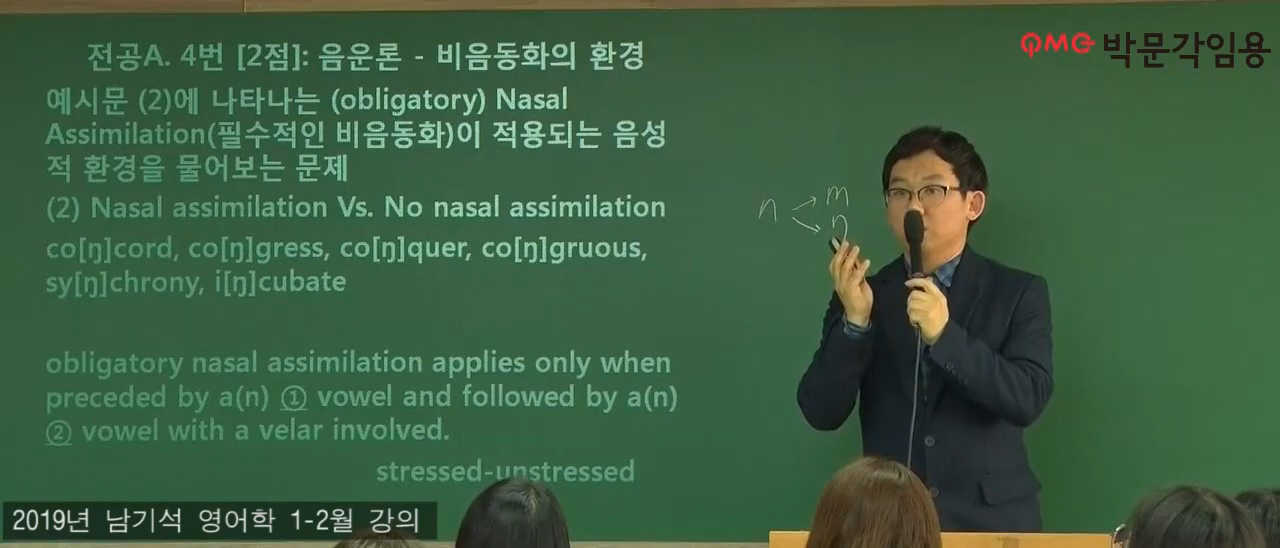 전공A. 4번 [2점]: 음운론 - 비음동화의 환경
예시문 (2)에 나타나는 (obligatory) Nasal
Assimilation(필수적인 비음동화)이 적용되는 음성
적 환경을 물어보는 문제
(2) Nasal assimilation Vs. No nasal assimilation
co[ŋ]cord, co[ŋ]gress, co[ŋ]quer, co[ŋ]gruous,
sy[ŋ]chrony, i[ŋ]cubate
obligatory nasal assimilation applies only when
preceded by a(n) ① vowel and followed by a(n)
② vowel with a velar involved.
stressed-unstressed
n
m
ŋ
PMG 박문각임용
2019년 남기석 영어학 1-2월 강의